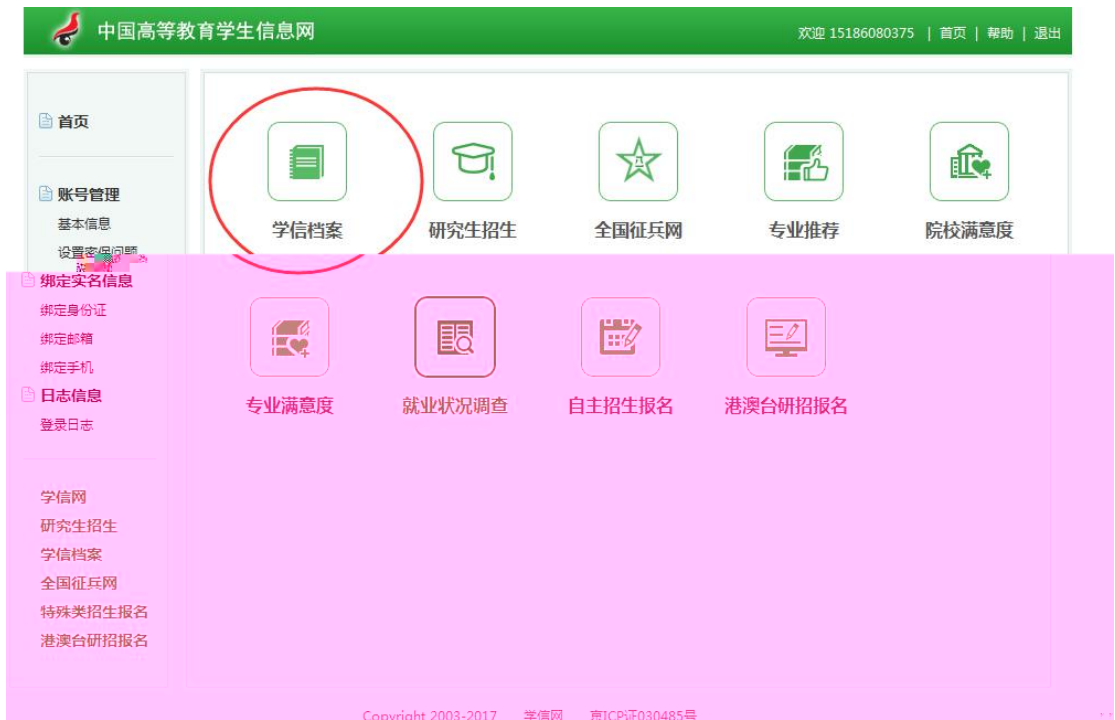 中国高等教育学生信息网
欢迎 15186080375 | 首页 | 帮助 | 退出
首页
账号管理
基本信息
设置密保问题
绑定实名信息
绑定身份证
绑定邮箱
绑定手机
日志信息
登录日志
学信网
研究生招生
学信档案
全国征兵网
特殊类招生报名
港澳台研招报名
学信档案 研究生招生 全国征兵网 专业推荐 院校满意度
专业满意度 就业状况调查 自主招生报名 港澳台研招报名
Copyright 2003-2017 学信网 京ICP证030485号